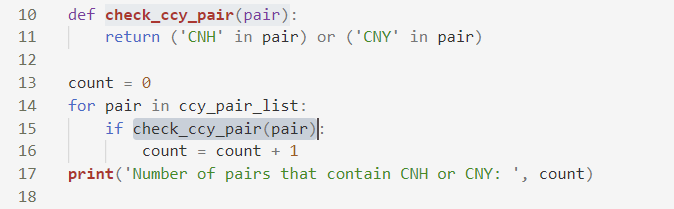 10 def check_ccy_pair(pair):
11 return ('CNH' in pair) or ('CNY' in pair)
12
13 count = 0
14 for pair in ccy_pair_list:
15 if check_ccy_pair(pair):
16 count = count + 1
17 print('Number of pairs that contain CNH or CNY: ', count)
18